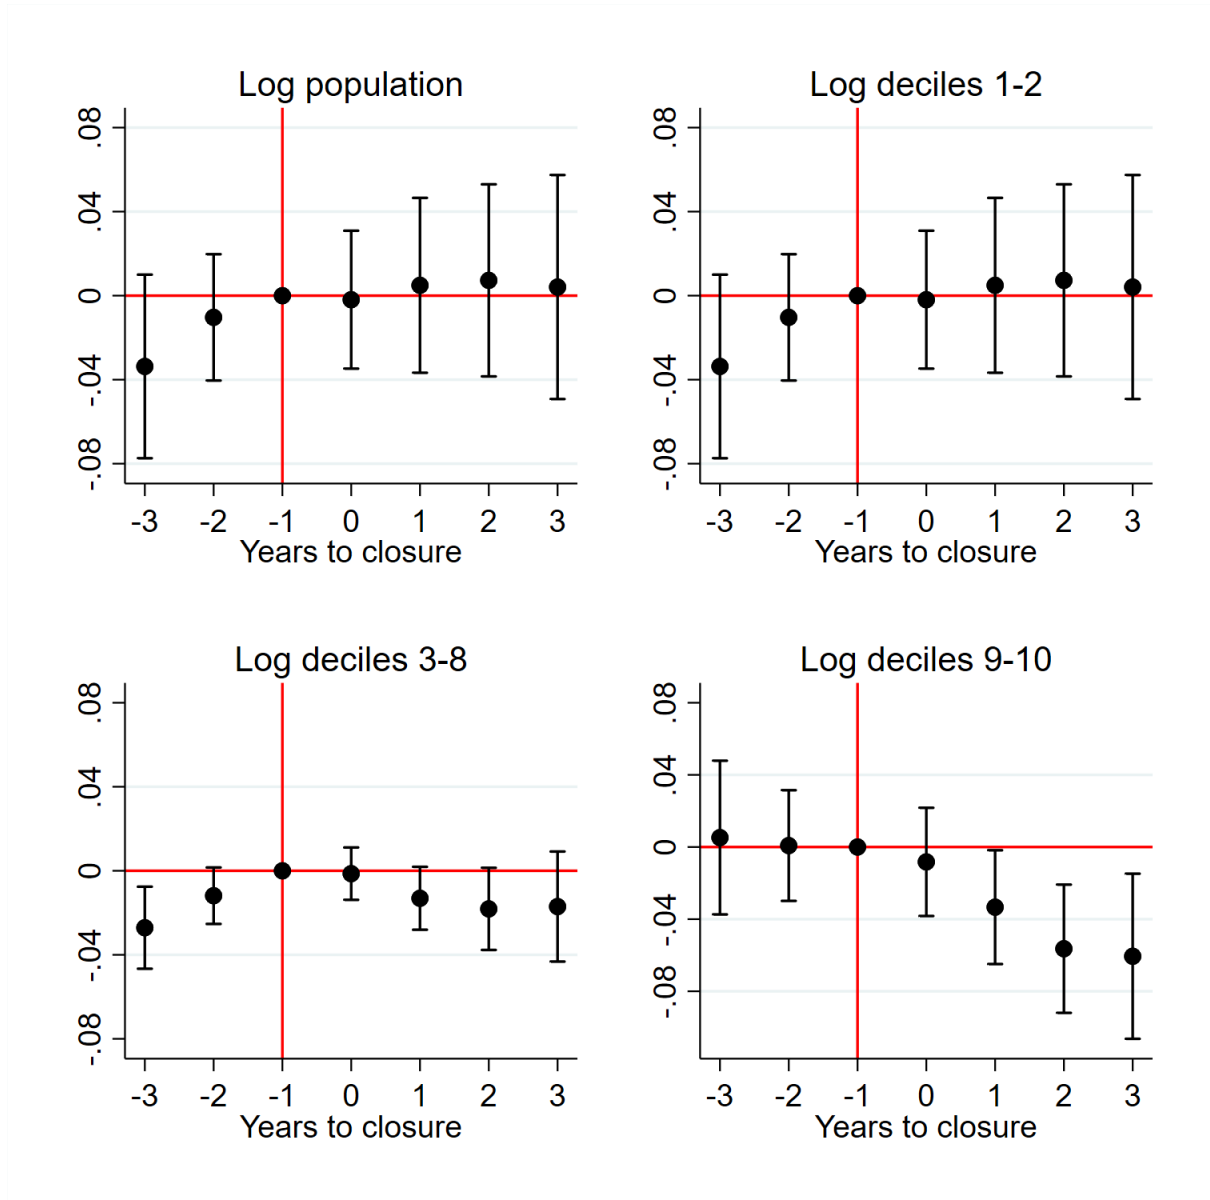 Log population
.08
.04
0
-.04
-.08
-3 -2 -1 0 1 2 3
Years to closure
Log deciles 1-2
.08
.04
0
-.04
-.08
-3 -2 -1 0 1 2 3
Years to closure
Log deciles 3-8
.08
.04
0
-.04
-.08
-3 -2 -1 0 1 2 3
Years to closure
Log deciles 9-10
.08
.04
0
-.04
-.08
-3 -2 -1 0 1 2 3
Years to closure